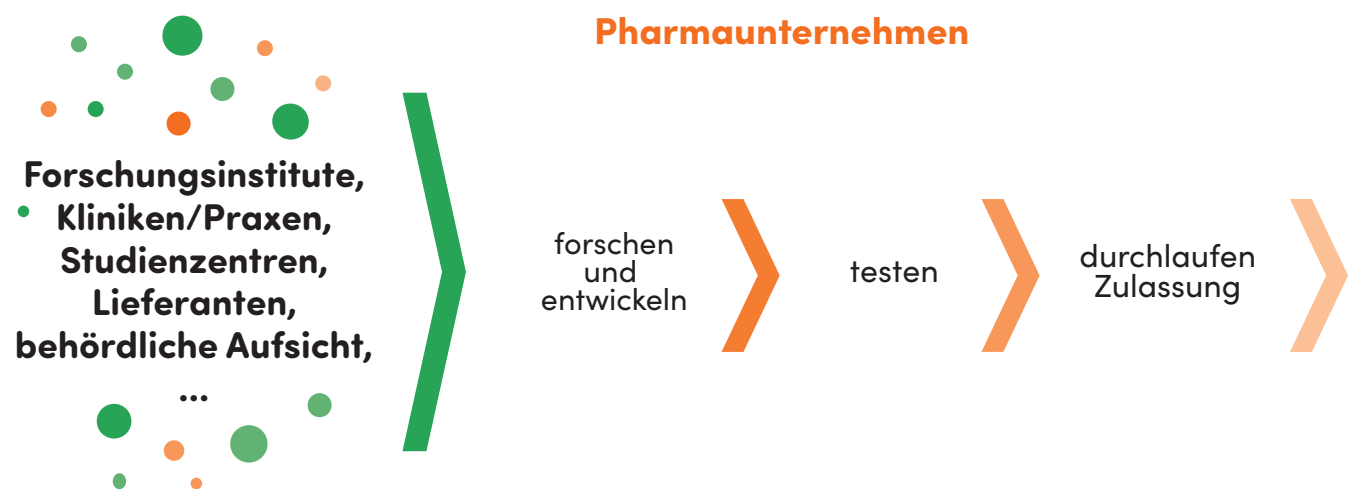 Pharmaunternehmen
Forschungsinstitute,
Kliniken/Praxen,
Studienzentren,
Lieferanten,
behördliche Aufsicht,
...
forschen
und
entwickeln
testen
durchlaufen
Zulassung